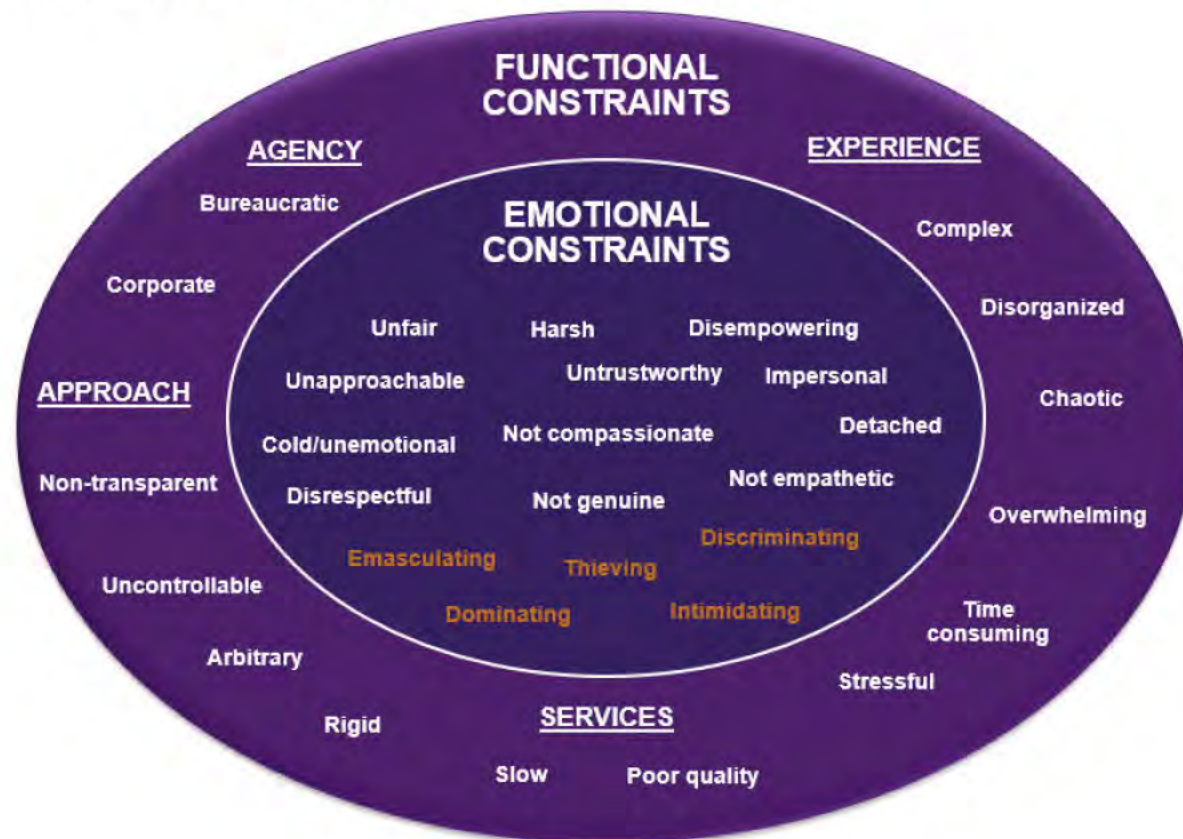 FUNCTIONAL
CONSTRAINTS
AGENCY
Bureaucratic
Corporate
APPROACH
Non-transparent
Uncontrollable
Arbitrary
Rigid
EXPERIENCE
Complex
Disorganized
Chaotic
Overwhelming
Time
consuming
Stressful
SERVICES
Slow
Poor quality
EMOTIONAL
CONSTRAINTS
Unfair
Harsh
Disempowering
Unapproachable
Untrustworthy
Impersonal
Cold/unemotional
Not compassionate
Detached
Disrespectful
Not genuine
Not empathetic
Emasculating
Thieving
Discriminating
Dominating
Intimidating